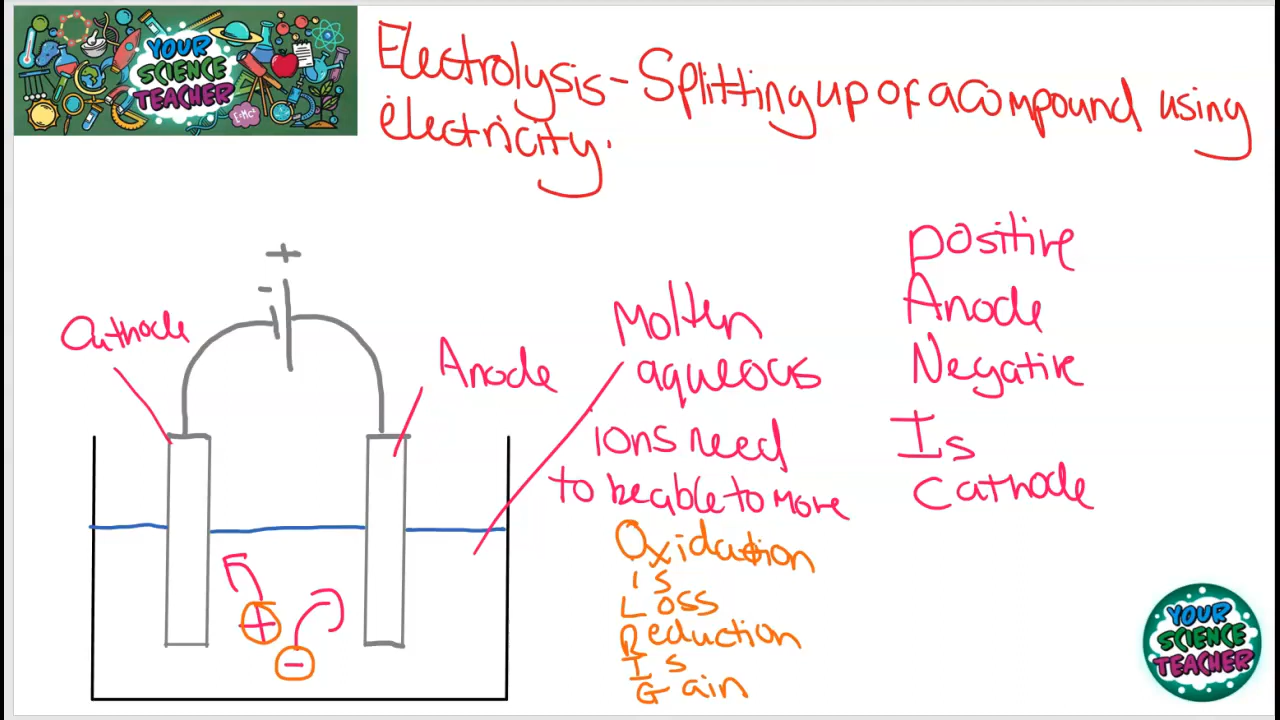 YOUR
SCIENCE
TEACHER
E=MC²
Electrolysis - Splitting up of a compound using
electricity.
+
-
Cathode
Anode
Molten
aqueous
ions need
to be able to move
Oxidation
is
Loss
Reduction
Is
Gain
Positive
Anode
Negative
Is
Cathode
+
-
YOUR
SCIENCE
TEACHER